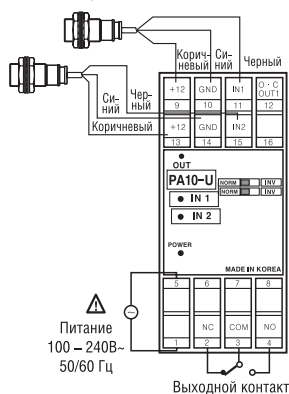 Корич-
невый
Си-
ний
Черный
Си-
ний
Чер-
ный
Коричневый
+12 GND IN1 O·C OUT1
9 10 11 12
+12 GND IN2
13 14 15 16
OUT
PA10-U
NORM INV
NORM INV
IN 1
IN 2
POWER
MADE IN KOREA
5 6 7 8
NC COM NO
1 2 3 4
Питание
100 – 240В~
50/60 Гц
Выходной контакт